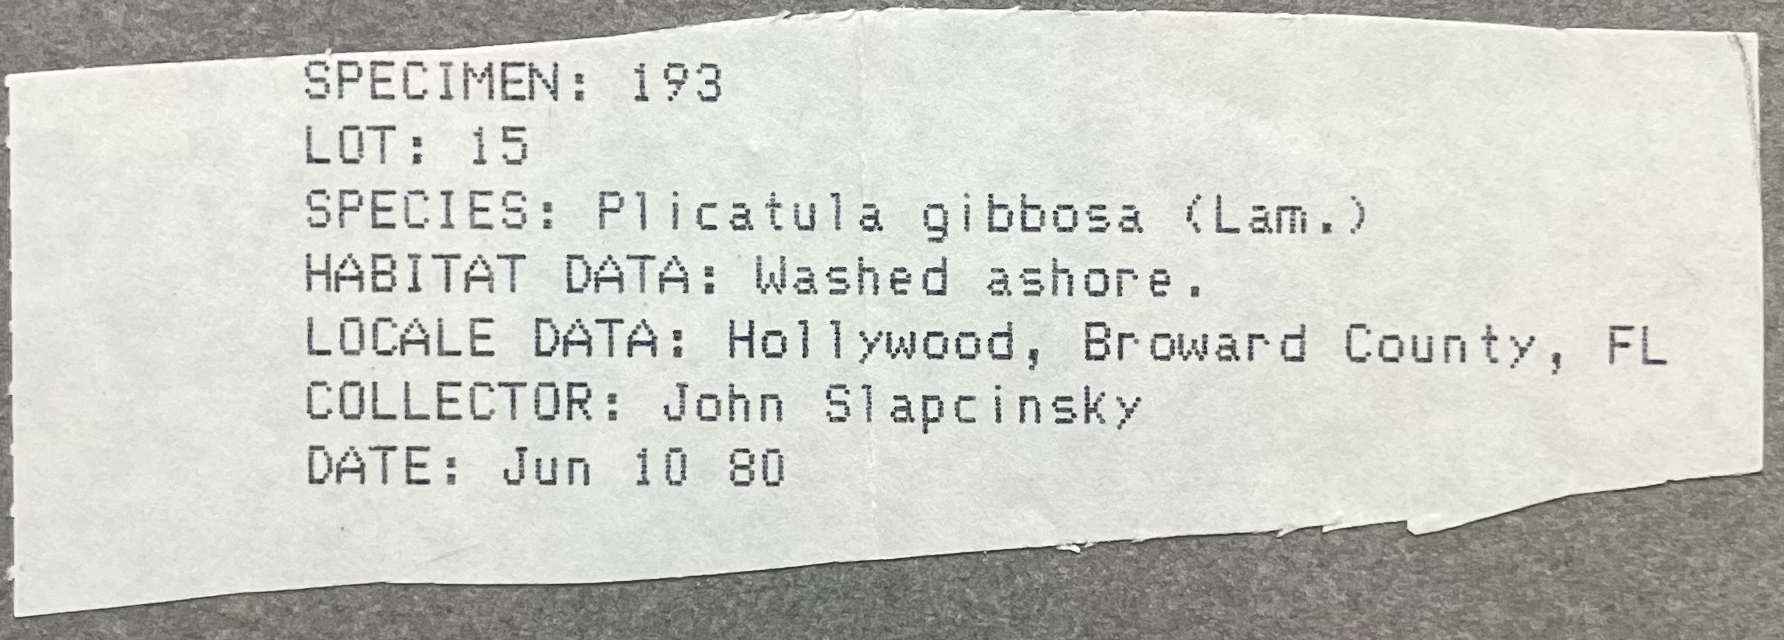 SPECIMEN: 193
LOT: 15
SPECIES: Plicatula gibbosa (Lam.)
HABITAT DATA: Washed ashore.
LOCALE DATA: Hollywood, Broward County, FL
COLLECTOR: John Slapcinsky
DATE: Jun 10 80